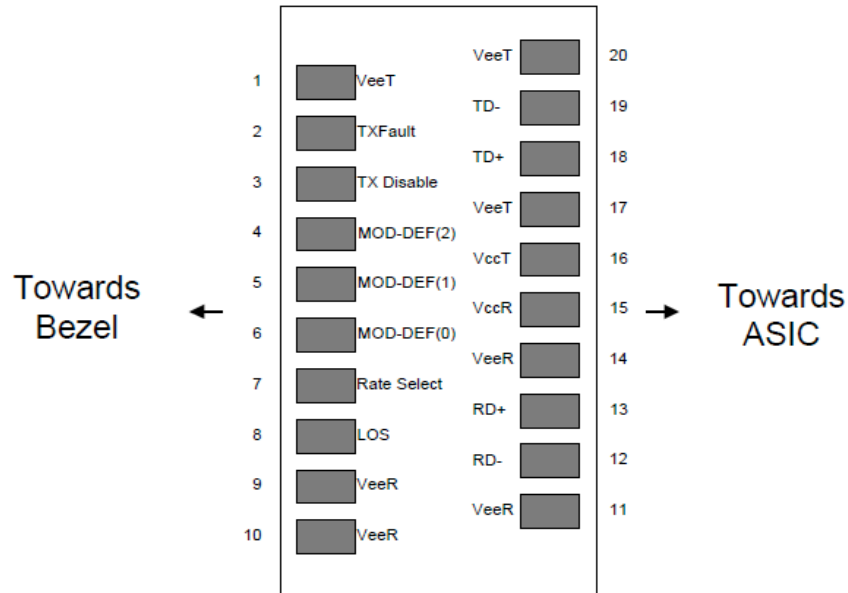 VeeT 20
1 VeeT
TD- 19
2 TXFault
TD+ 18
3 TX Disable
VeeT 17
4 MOD-DEF(2)
VccT 16
5 MOD-DEF(1)
Towards
Bezel
VccR 15
Towards
ASIC
6 MOD-DEF(0)
VeeR 14
7 Rate Select
RD+ 13
8 LOS
RD- 12
9 VeeR
VeeR 11
10 VeeR